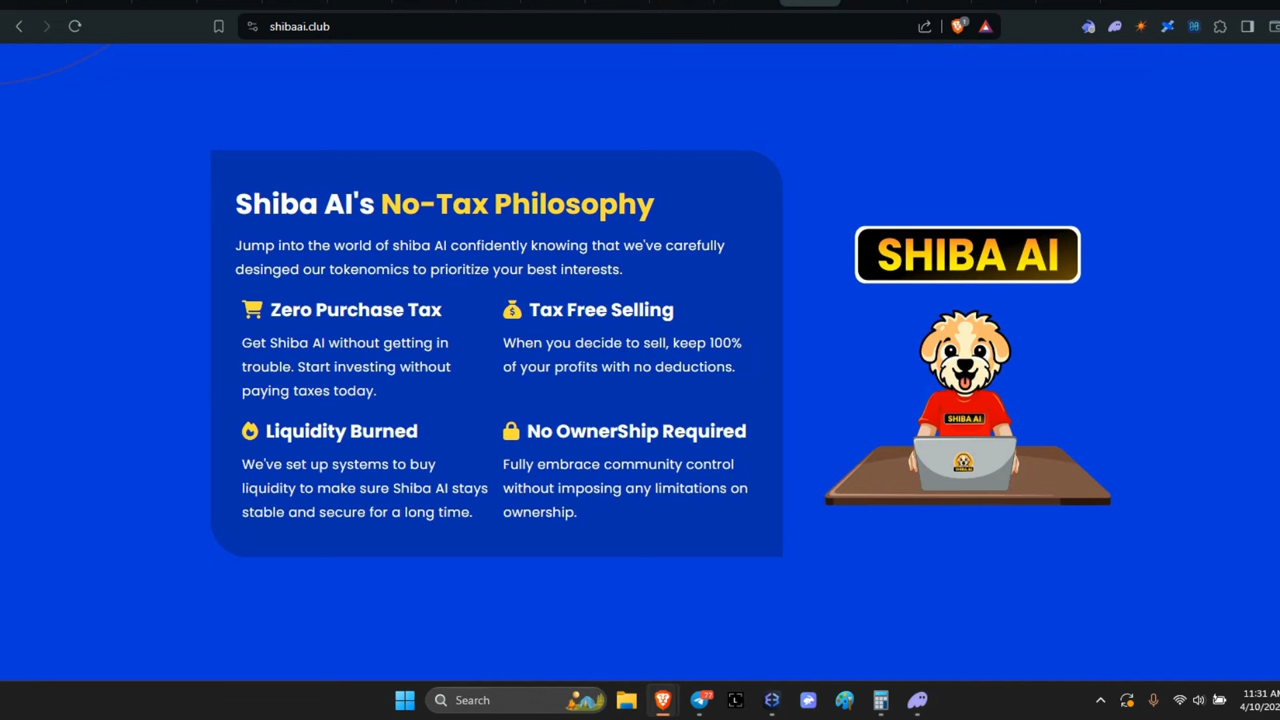 shibaai.club
1
Shiba AI's No-Tax Philosophy
Jump into the world of shiba AI confidently knowing that we've carefully
desinged our tokenomics to prioritize your best interests.
Zero Purchase Tax
Get Shiba AI without getting in
trouble. Start investing without
paying taxes today.
Tax Free Selling
When you decide to sell, keep 100%
of your profits with no deductions.
Liquidity Burned
We've set up systems to buy
liquidity to make sure Shiba AI stays
stable and secure for a long time.
No OwnerShip Required
Fully embrace community control
without imposing any limitations on
ownership.
SHIBA AI
SHIBA AI
Search
11:31 AM
4/10/202